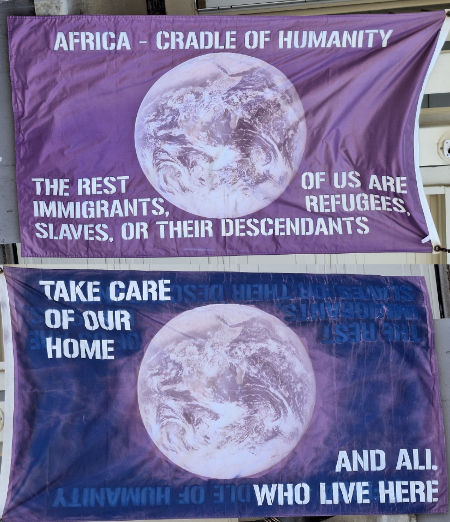 AFRICA - CRADLE OF HUMANITY
THE REST OF US ARE
IMMIGRANTS, REFUGEES,
SLAVES, OR THEIR DESCENDANTS
TAKE CARE
OF OUR
HOME
AND ALL
WHO LIVE HERE